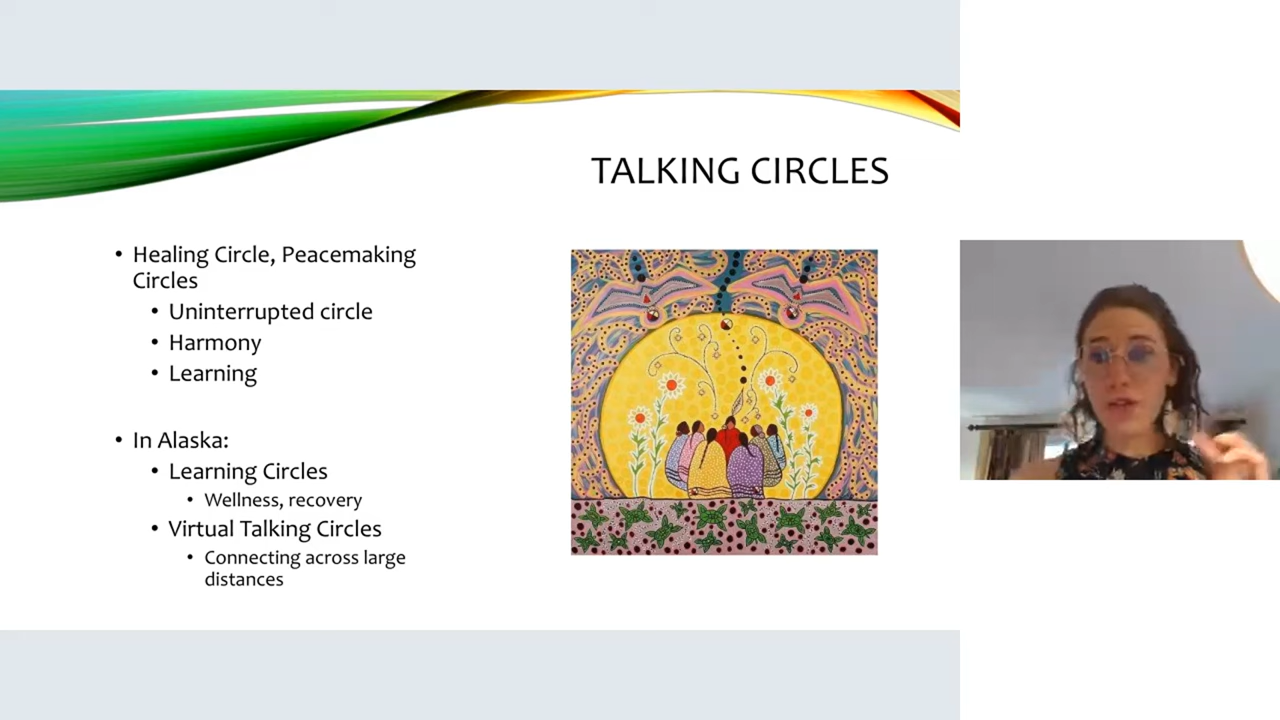 TALKING CIRCLES
• Healing Circle, Peacemaking
Circles
• Uninterrupted circle
• Harmony
• Learning
• In Alaska:
• Learning Circles
• Wellness, recovery
• Virtual Talking Circles
• Connecting across large
distances